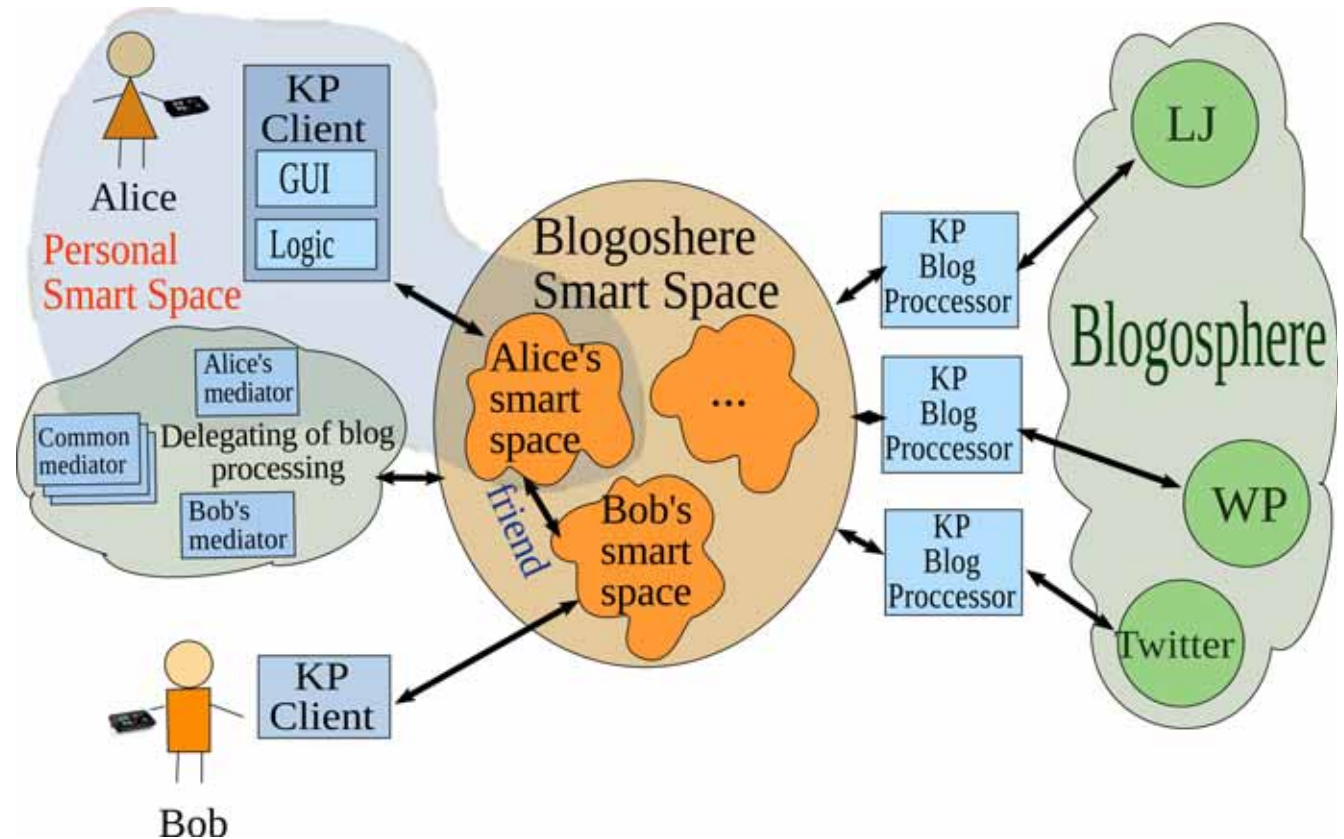 Alice
Personal
Smart Space
KP
Client
GUI
Logic
Alice's
mediator
Common
mediator
Delegating of blog
processing
Bob's
mediator
Bob
KP
Client
Blogoshere
Smart Space
Alice's
smart
space
...
friend
Bob's
smart
space
KP
Blog
Proccessor
KP
Blog
Proccessor
KP
Blog
Proccessor
LJ
Blogosphere
WP
Twitter